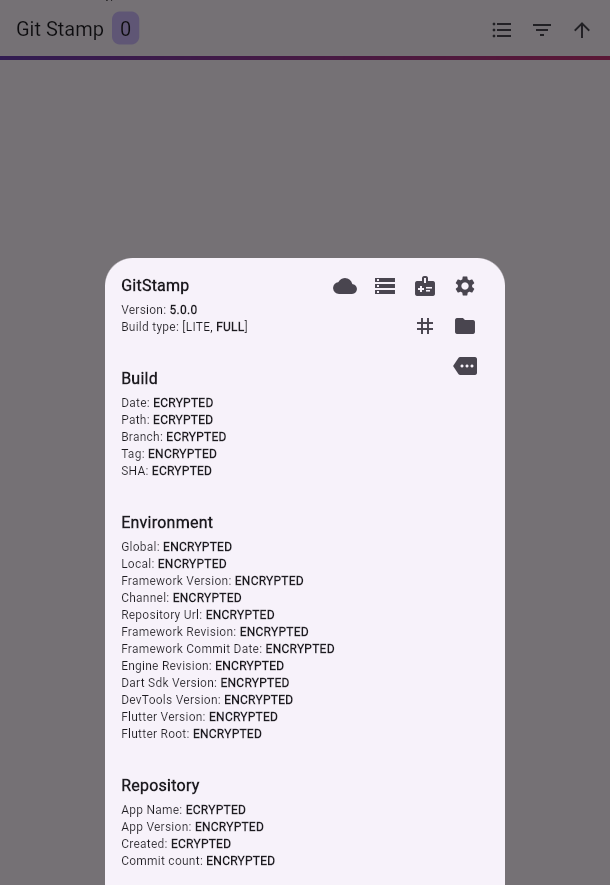 Git Stamp 0
GitStamp
Version: 5.0.0
Build type: [LITE, FULL]
Build
Date: ECRYPTED
Path: ECRYPTED
Branch: ECRYPTED
Tag: ENCRYPTED
SHA: ECRYPTED
Environment
Global: ENCRYPTED
Local: ENCRYPTED
Framework Version: ENCRYPTED
Channel: ENCRYPTED
Repository Url: ENCRYPTED
Framework Revision: ENCRYPTED
Framework Commit Date: ENCRYPTED
Engine Revision: ENCRYPTED
Dart Sdk Version: ENCRYPTED
DevTools Version: ENCRYPTED
Flutter Version: ENCRYPTED
Flutter Root: ENCRYPTED
Repository
App Name: ECRYPTED
App Version: ENCRYPTED
Created: ECRYPTED
Commit count: ENCRYPTED